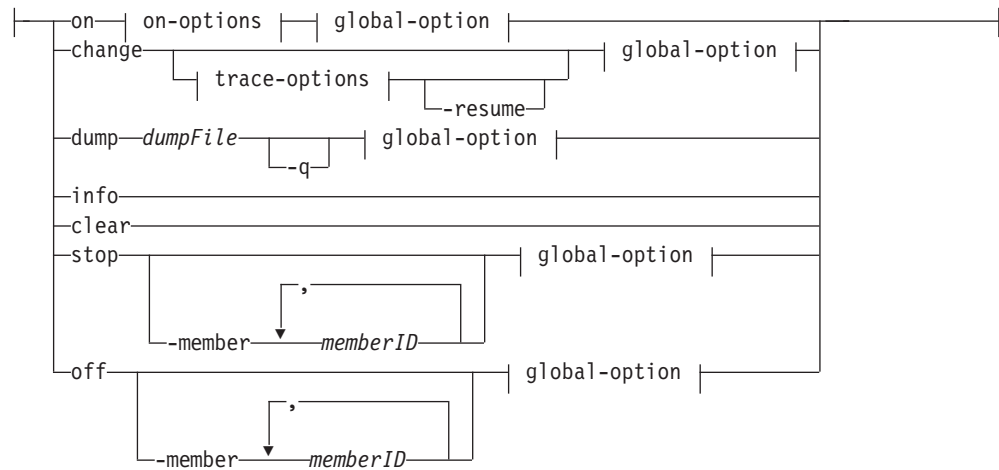 on on-options global-option
change global-option
trace-options
-resume
dump dumpFile global-option
-q
info
clear
stop global-option
,
-member memberID
off global-option
,
-member memberID